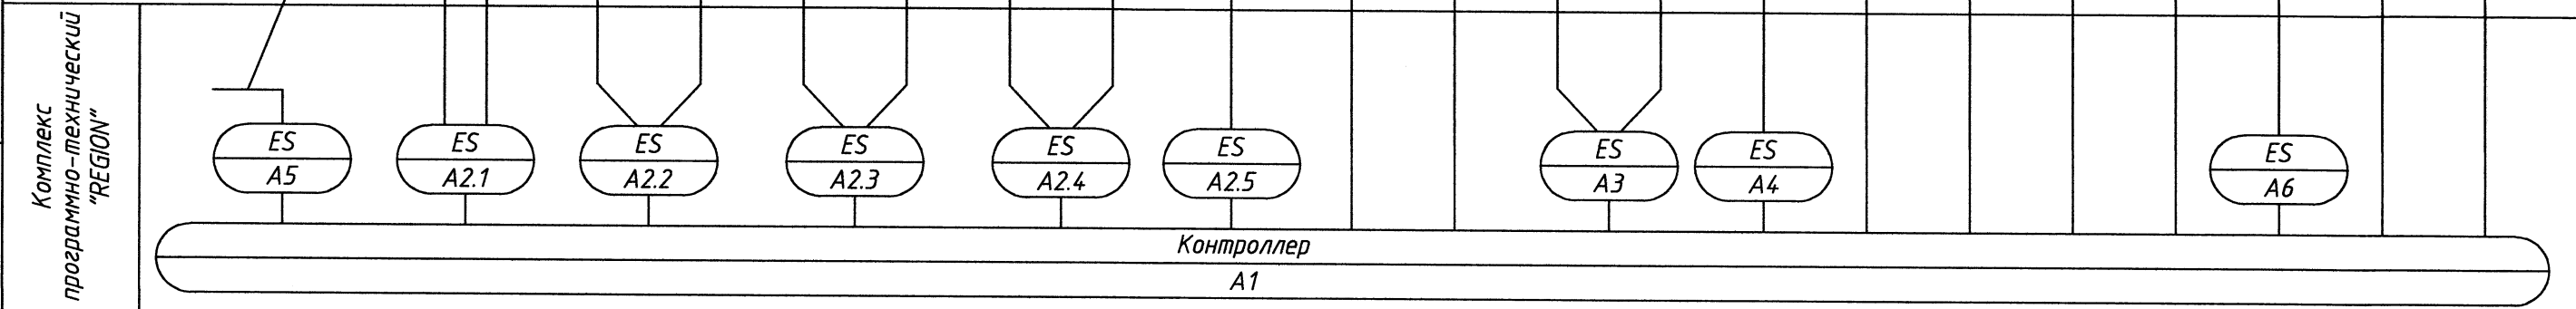 Комплекс
программно-технический
"REGION"
ES
A5
ES
A2.1
ES
A2.2
ES
A2.3
ES
A2.4
ES
A2.5
ES
A3
ES
A4
ES
A6
Контроллер
A1